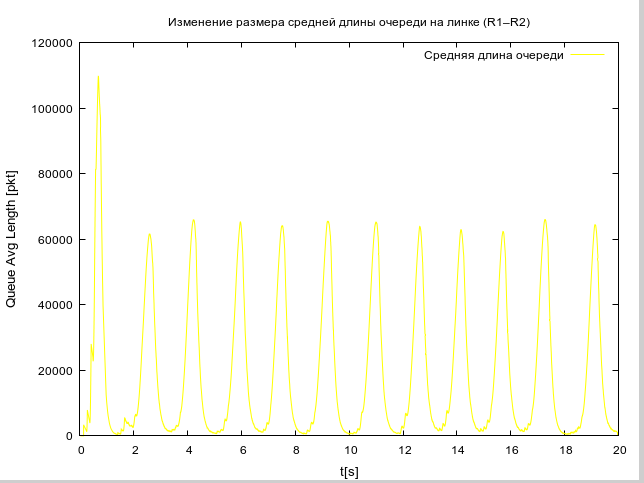 Изменение размера средней длины очереди на линке (R1–R2)
Средняя длина очереди
Queue Avg Length [pkt]
120000
100000
80000
60000
40000
20000
0
0 2 4 6 8 10 12 14 16 18 20
t[s]